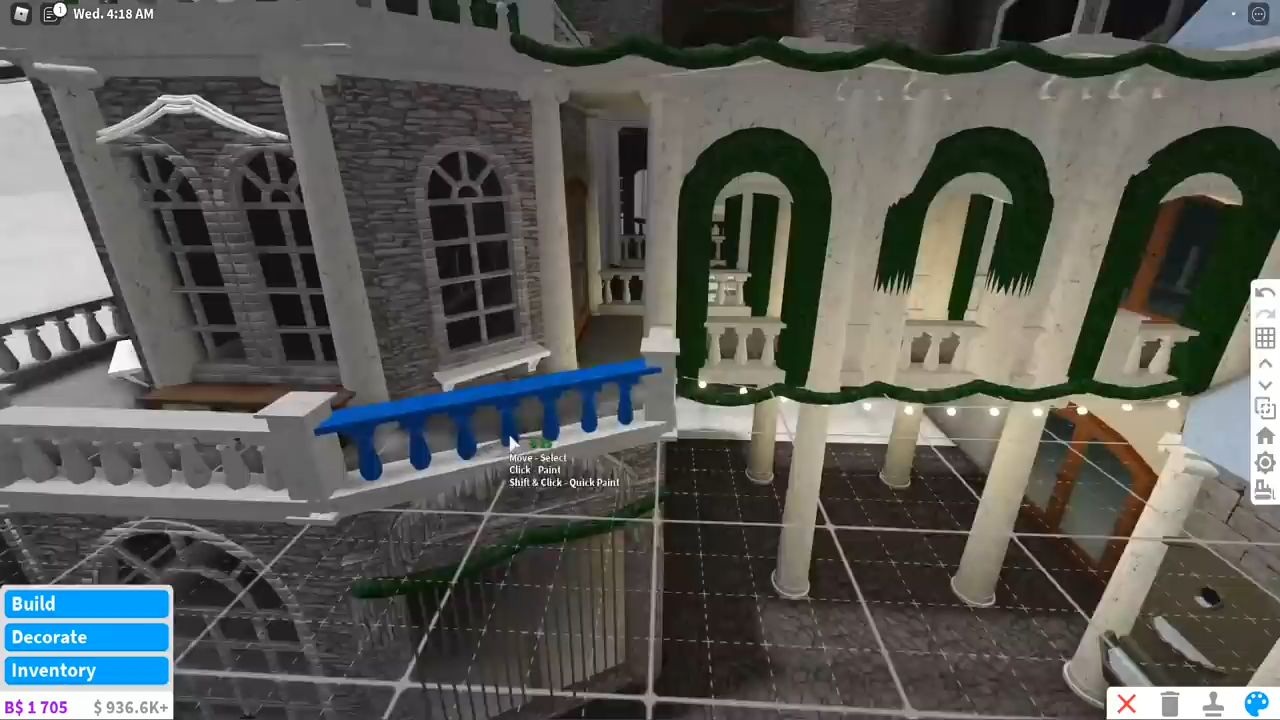 1
Wed. 4:18 AM
Move - Select
Click - Paint
Shift & Click - Quick Paint
Build
Decorate
Inventory
B$ 1 705
$ 936.6K+